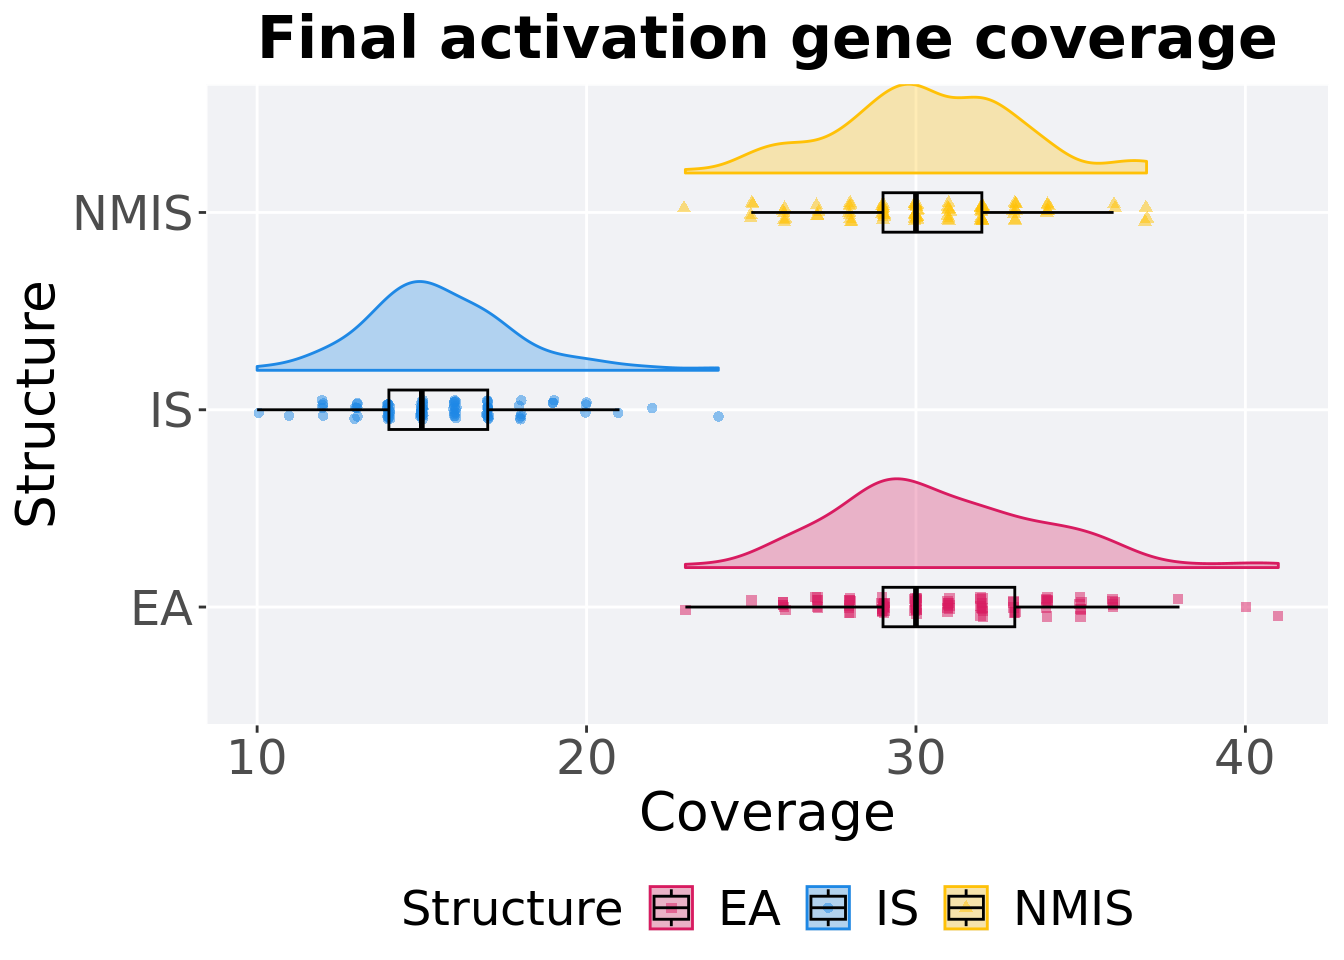 Final activation gene coverage
Structure
NMIS
IS
EA
10 20 30 40
Coverage
Structure EA IS NMIS